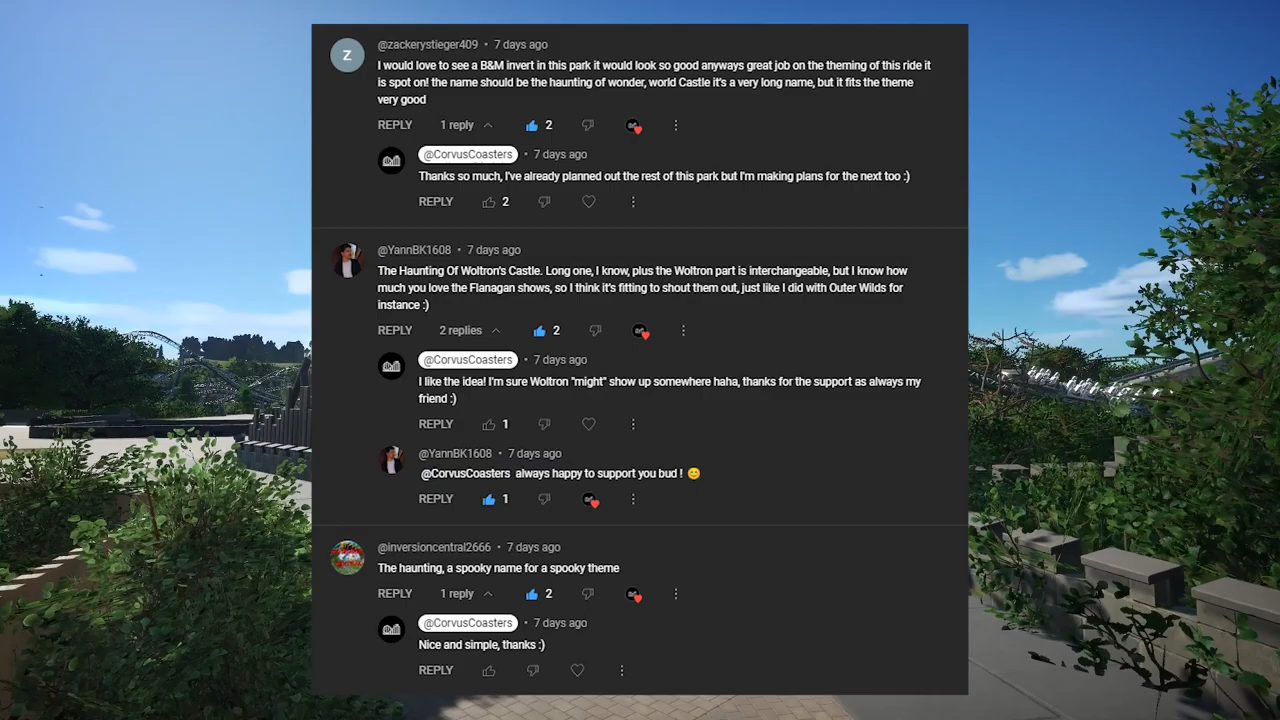 Z
@zackerystieger409 • 7 days ago
I would love to see a B&M invert in this park it would look so good anyways great job on the theming of this ride it
is spot on! the name should be the haunting of wonder, world Castle it's a very long name, but it fits the theme
very good
REPLY 1 reply 2
@CorvusCoasters • 7 days ago
Thanks so much, I've already planned out the rest of this park but I'm making plans for the next too :)
REPLY 2
@YannBK1608 • 7 days ago
The Haunting Of Woltron's Castle. Long one, I know, plus the Woltron part is interchangeable, but I know how
much you love the Flanagan shows, so I think it's fitting to shout them out, just like I did with Outer Wilds for
instance :)
REPLY 2 replies 2
@CorvusCoasters • 7 days ago
I like the idea! I'm sure Woltron "might" show up somewhere haha, thanks for the support as always my
friend :)
REPLY 1
@YannBK1608 • 7 days ago
@CorvusCoasters always happy to support you bud ! 😊
REPLY 1
@inversioncentral2666 • 7 days ago
The haunting, a spooky name for a spooky theme
REPLY 1 reply 2
@CorvusCoasters • 7 days ago
Nice and simple, thanks :)
REPLY